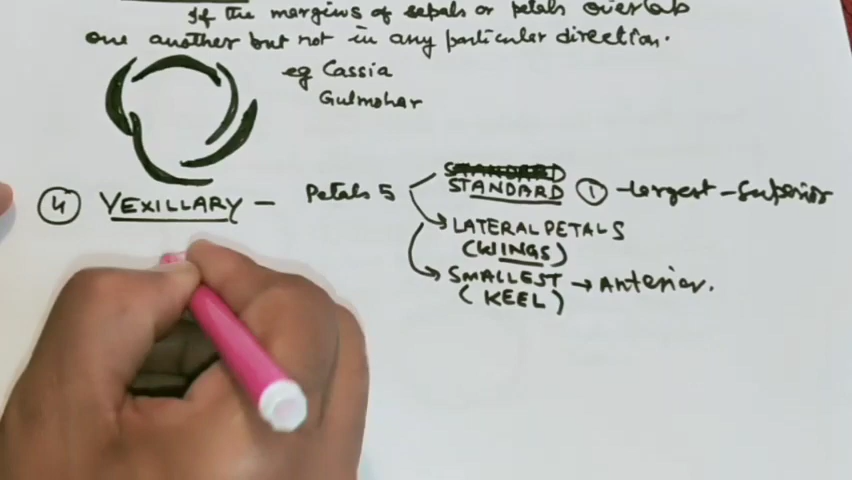 If the margins of sepals or petals overlap
one another but not in any particular direction.
eg Cassia
Gulmohar
STANDARD
④ VEXILLARY - Petals 5 STANDARD ① - largest - Superior
LATERAL PETALS
(WINGS)
SMALLEST → Anterior.
(KEEL)